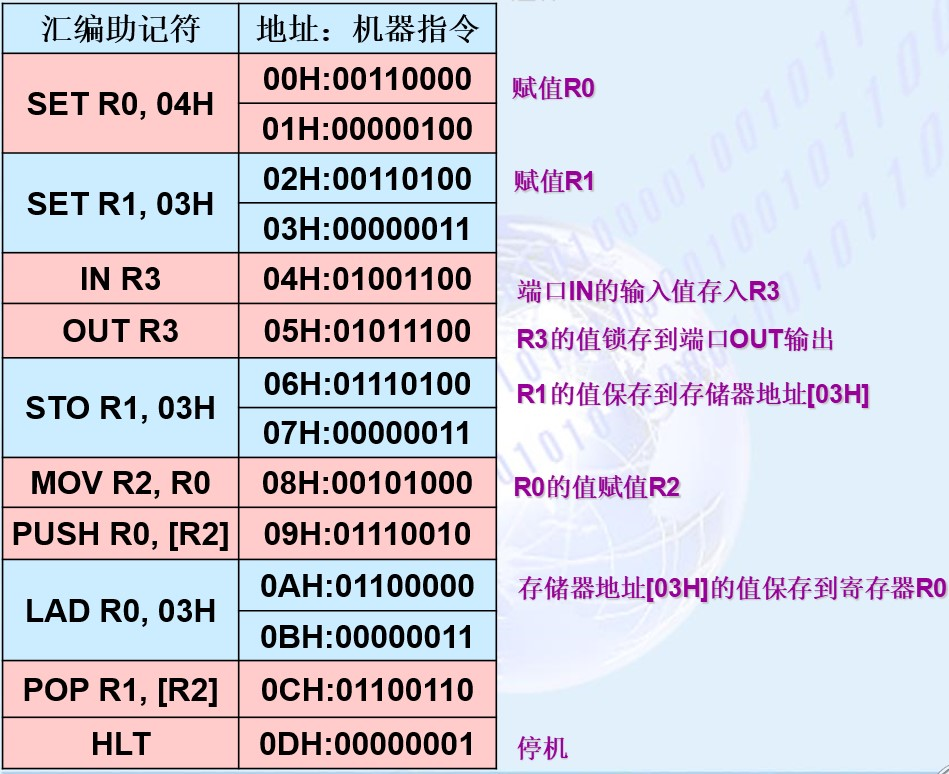 汇编助记符 地址：机器指令
SET R0, 04H 00H:00110000 赋值R0
01H:00000100
SET R1, 03H 02H:00110100 赋值R1
03H:00000011
IN R3 04H:01001100 端口IN的输入值存入R3
OUT R3 05H:01011100 R3的值锁存到端口OUT输出
STO R1, 03H 06H:01110100 R1的值保存到存储器地址[03H]
07H:00000011
MOV R2, R0 08H:00101000 R0的值赋值R2
PUSH R0, [R2] 09H:01110010
LAD R0, 03H 0AH:01100000 存储器地址[03H]的值保存到寄存器R0
0BH:00000011
POP R1, [R2] 0CH:01100110
HLT 0DH:00000001 停机